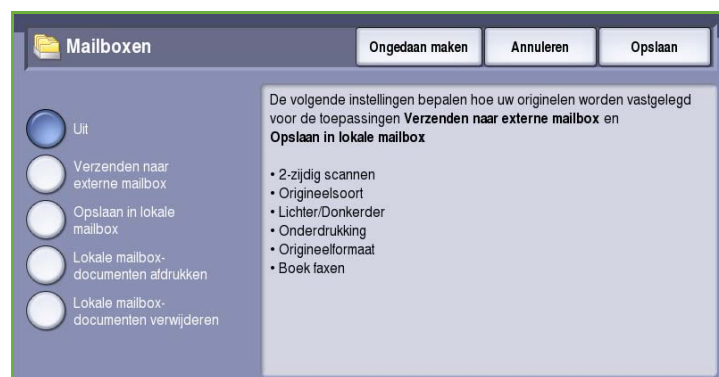 Mailboxen
Ongedaan maken
Annuleren
Opslaan
Uit
Verzenden naar
externe mailbox
Opslaan in lokale
mailbox
Lokale mailbox-
documenten afdrukken
Lokale mailbox-
documenten verwijderen
De volgende instellingen bepalen hoe uw originelen worden vastgelegd
voor de toepassingen Verzenden naar externe mailbox en
Opslaan in lokale mailbox
• 2-zijdig scannen
• Origineelsoort
• Lichter/Donkerder
• Onderdrukking
• Origineelformaat
• Boek faxen